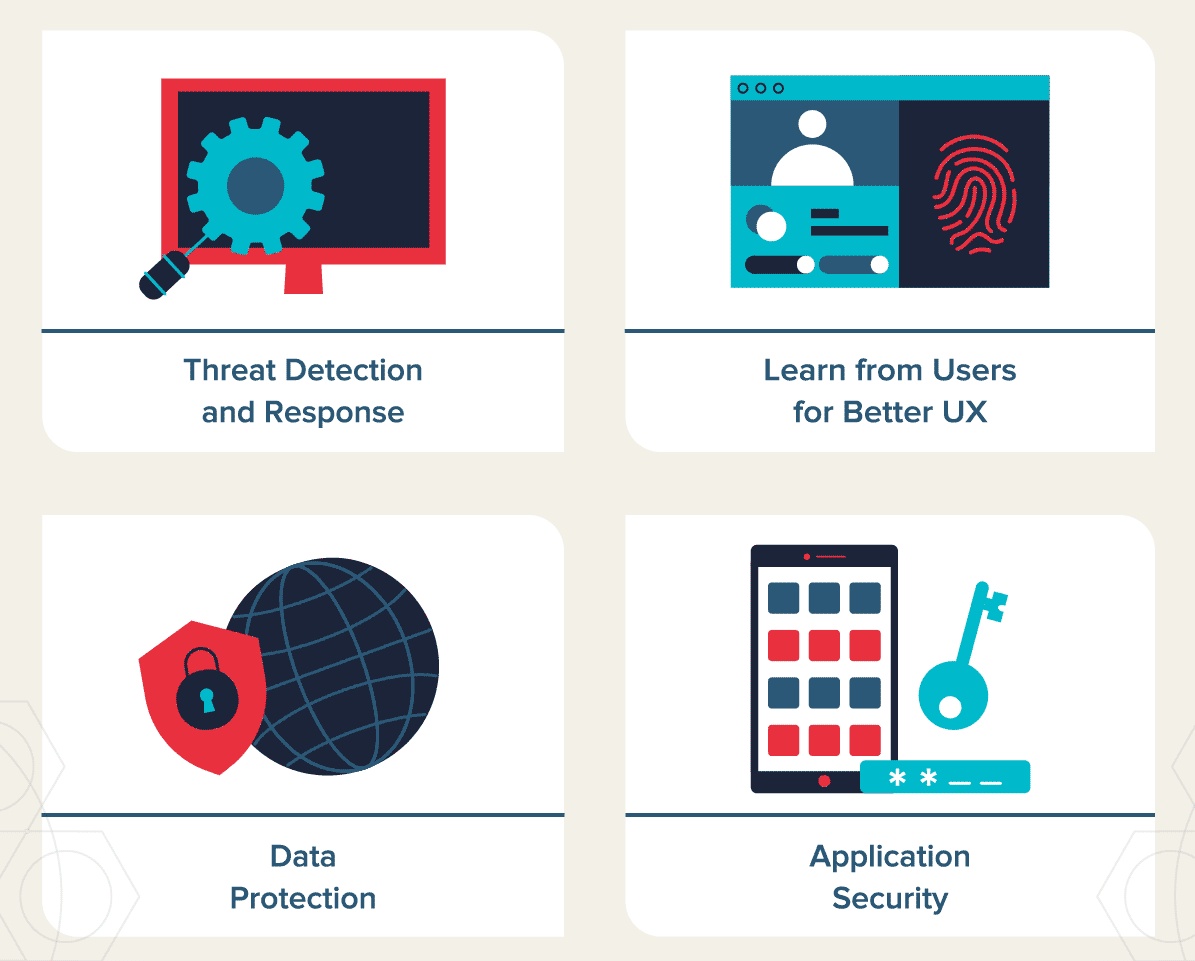 Threat Detection
and Response
Learn from Users
for Better UX
* * _ _
Data
Protection
Application
Security